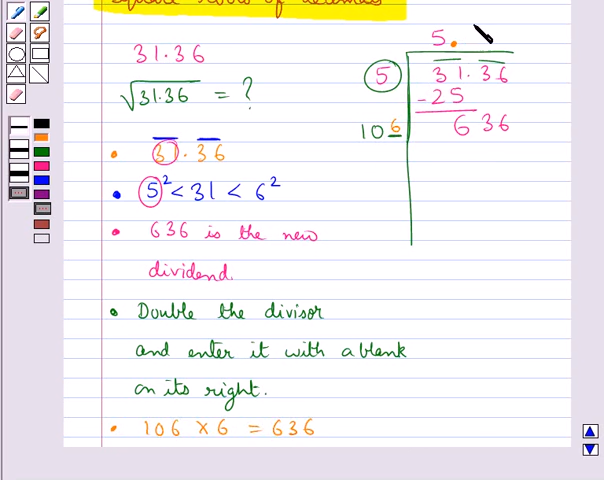 Square roots of decimals
31.36
√31.36 = ?
• 31.36
• 5² < 31 < 6²
• 636 is the new
dividend.
• Double the divisor
and enter it with a blank
on its right.
• 106 × 6 = 636
5.
5 31.36
-25
106 636